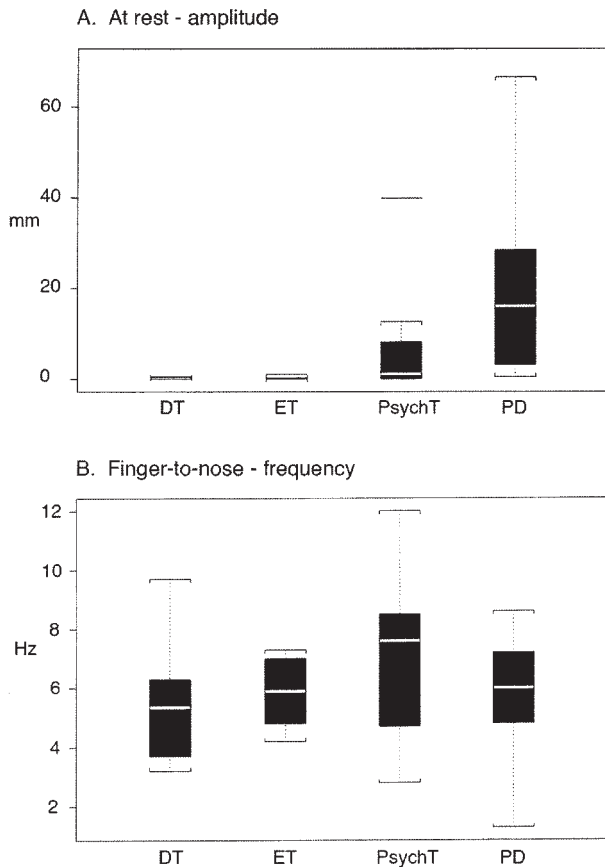 A. At rest - amplitude
60
40
mm
20
0
DT ET PsychT PD
B. Finger-to-nose - frequency
12
10
8
Hz
6
4
2
DT ET PsychT PD